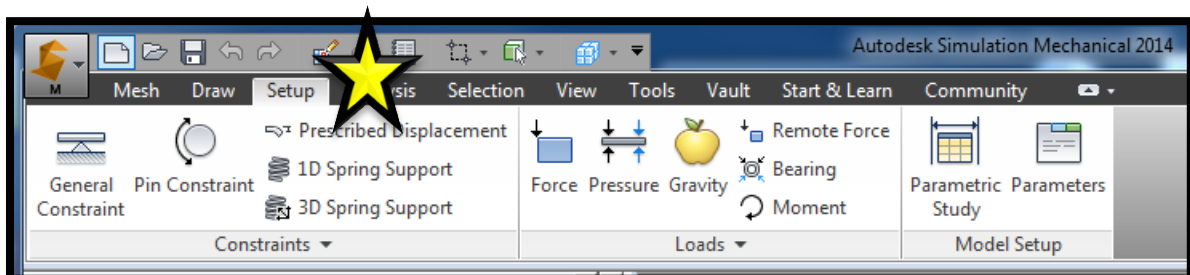 Autodesk Simulation Mechanical 2014
M Mesh Draw Setup Selection View Tools Vault Start & Learn Community
Prescribed Displacement Remote Force
1D Spring Support Bearing
General Constraint Pin Constraint Force Pressure Gravity Parametric Study Parameters
3D Spring Support Moment
Constraints Loads Model Setup